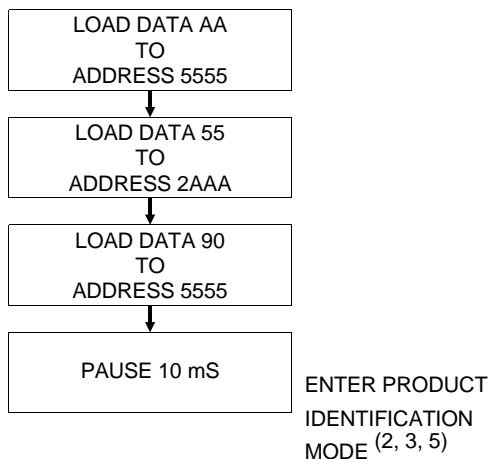 LOAD DATA AA
TO
ADDRESS 5555
LOAD DATA 55
TO
ADDRESS 2AAA
LOAD DATA 90
TO
ADDRESS 5555
PAUSE 10 mS
ENTER PRODUCT
IDENTIFICATION
MODE (2, 3, 5)